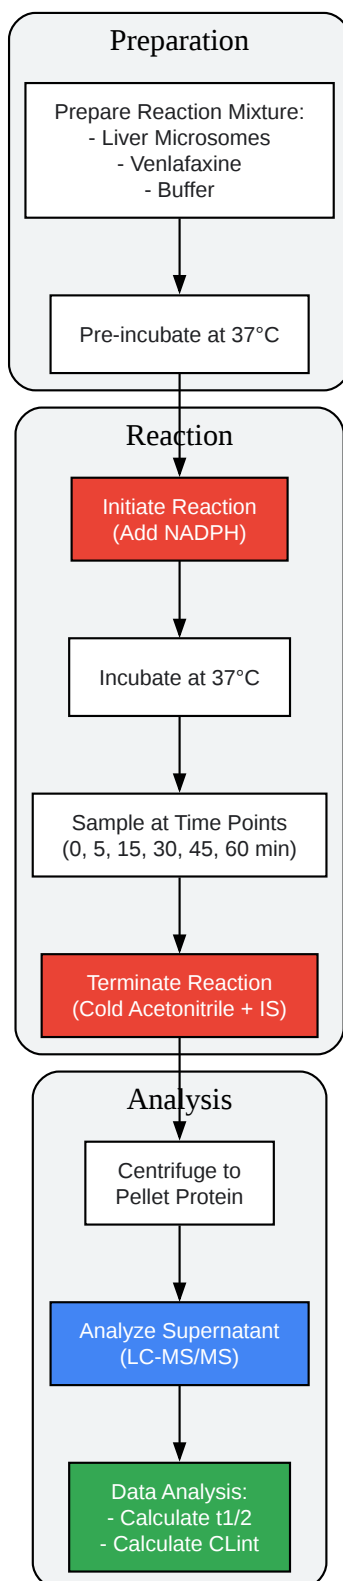 Preparation
Prepare Reaction Mixture:
- Liver Microsomes
- Venlafaxine
- Buffer
Pre-incubate at 37°C
Reaction
Initiate Reaction
(Add NADPH)
Incubate at 37°C
Sample at Time Points
(0, 5, 15, 30, 45, 60 min)
Terminate Reaction
(Cold Acetonitrile + IS)
Analysis
Centrifuge to
Pellet Protein
Analyze Supernatant
(LC-MS/MS)
Data Analysis:
- Calculate t1/2
- Calculate CLint